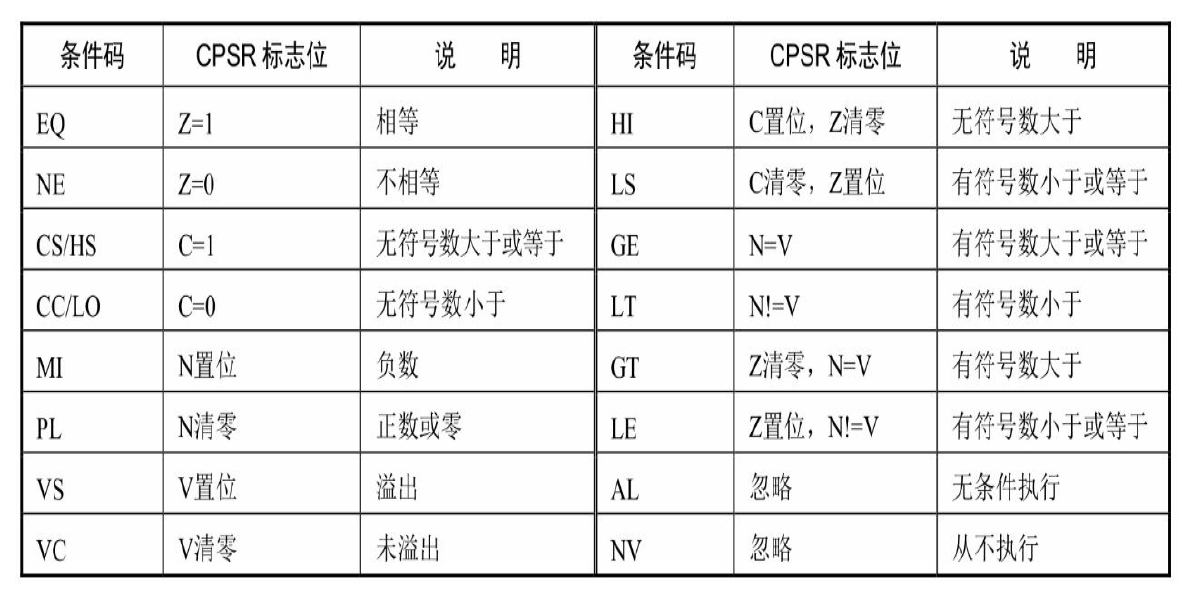 条件码 CPSR 标志位 说 明 条件码 CPSR 标志位 说 明
EQ Z=1 相等 HI C置位，Z清零 无符号数大于
NE Z=0 不相等 LS C清零，Z置位 有符号数小于或等于
CS/HS C=1 无符号数大于或等于 GE N=V 有符号数大于或等于
CC/LO C=0 无符号数小于 LT N!=V 有符号数小于
MI N置位 负数 GT Z清零，N=V 有符号数大于
PL N清零 正数或零 LE Z置位，N!=V 有符号数小于或等于
VS V置位 溢出 AL 忽略 无条件执行
VC V清零 未溢出 NV 忽略 从不执行